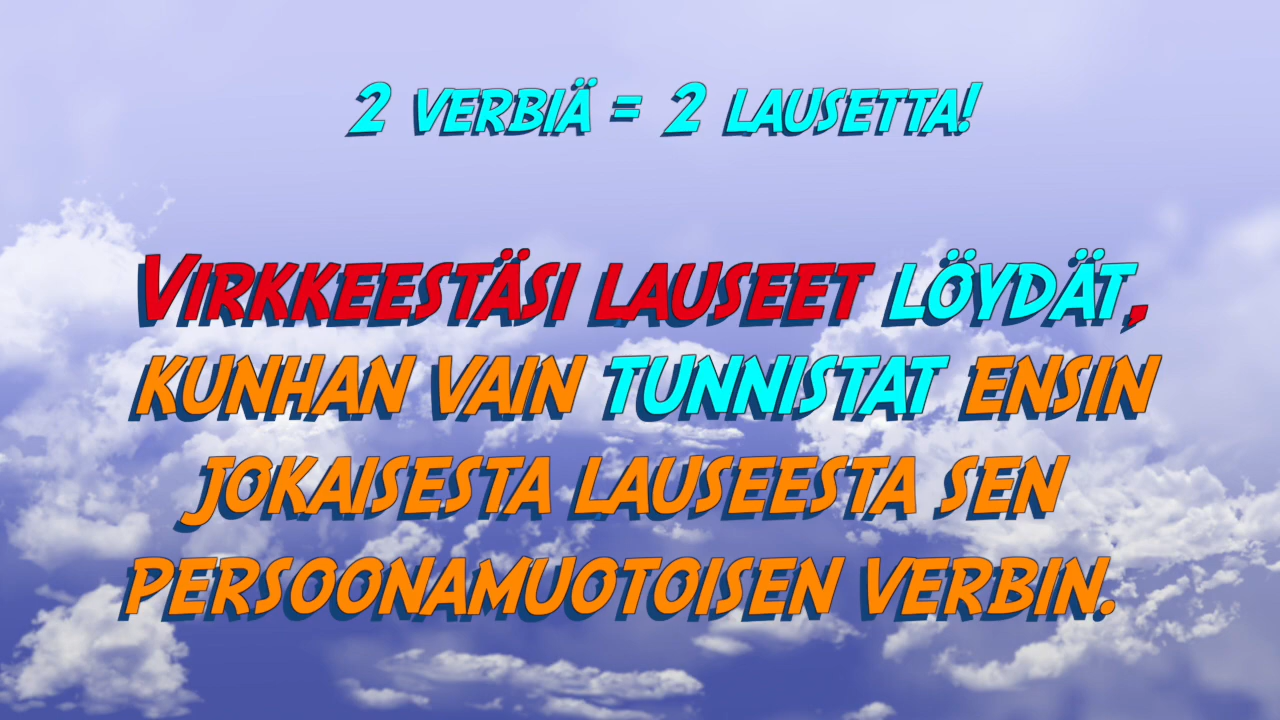 2 VERBIÄ = 2 LAUSETTA!
VIRKKEESTÄSI LAUSEET LÖYDÄT,
KUNHAN VAIN TUNNISTAT ENSIN
JOKAISESTA LAUSEESTA SEN
PERSOONAMUOTOISEN VERBIN.